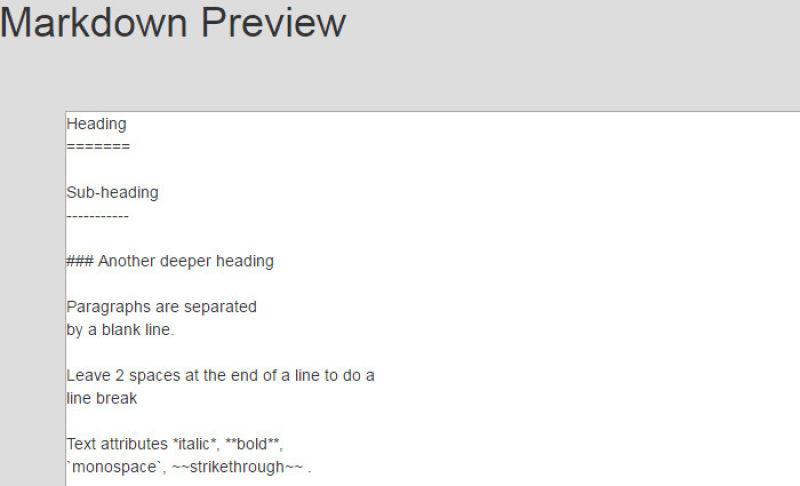 Markdown Preview
Heading
=======
Sub-heading
-----------
### Another deeper heading
Paragraphs are separated
by a blank line.
Leave 2 spaces at the end of a line to do a
line break
Text attributes *italic*, **bold**,
`monospace`, ~~strikethrough~~ .